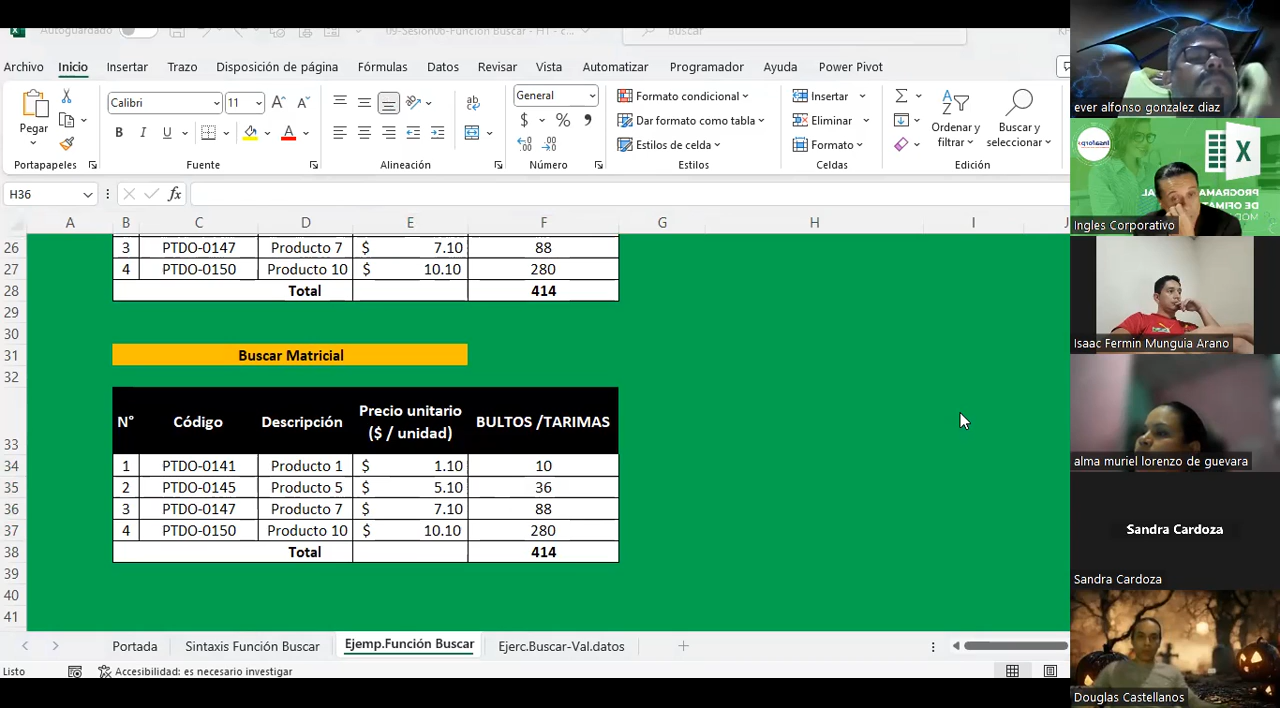 Autoguardado
09-Sesion06-Función Buscar - HT - c...
Buscar
Archivo Inicio Insertar Trazo Disposición de página Fórmulas Datos Revisar Vista Automatizar Programador Ayuda Power Pivot
Pegar
Calibri 11
General
Formato condicional
Dar formato como tabla
Estilos de celda
Insertar
Eliminar
Formato
Ordenar y filtrar
Buscar y seleccionar
Portapapeles Fuente Alineación Número Estilos Celdas Edición
H36
A B C D E F G H I J
26 3 PTDO-0147 Producto 7 $ 7.10 88
27 4 PTDO-0150 Producto 10 $ 10.10 280
28 Total 414
29
30
31 Buscar Matricial
32
33 N° Código Descripción Precio unitario ($ / unidad) BULTOS /TARIMAS
34 1 PTDO-0141 Producto 1 $ 1.10 10
35 2 PTDO-0145 Producto 5 $ 5.10 36
36 3 PTDO-0147 Producto 7 $ 7.10 88
37 4 PTDO-0150 Producto 10 $ 10.10 280
38 Total 414
39
40
41
Portada Sintaxis Función Buscar Ejemp.Función Buscar Ejerc.Buscar-Val.datos
Listo Accesibilidad: es necesario investigar
ever alfonso gonzalez diaz
PROGRAMA
DE OFIMÁT
Ingles Corporativo
Isaac Fermin Munguia Arano
alma muriel lorenzo de guevara
Sandra Cardoza
Sandra Cardoza
Douglas Castellanos